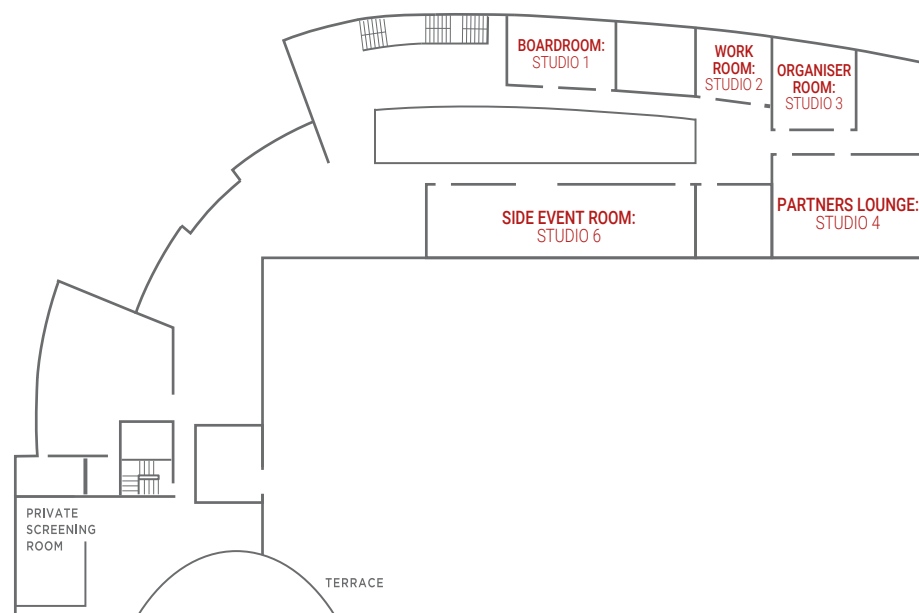 BOARDROOM:
STUDIO 1
WORK
ROOM:
STUDIO 2
ORGANISER
ROOM:
STUDIO 3
SIDE EVENT ROOM:
STUDIO 6
PARTNERS LOUNGE:
STUDIO 4
PRIVATE
SCREENING
ROOM
TERRACE